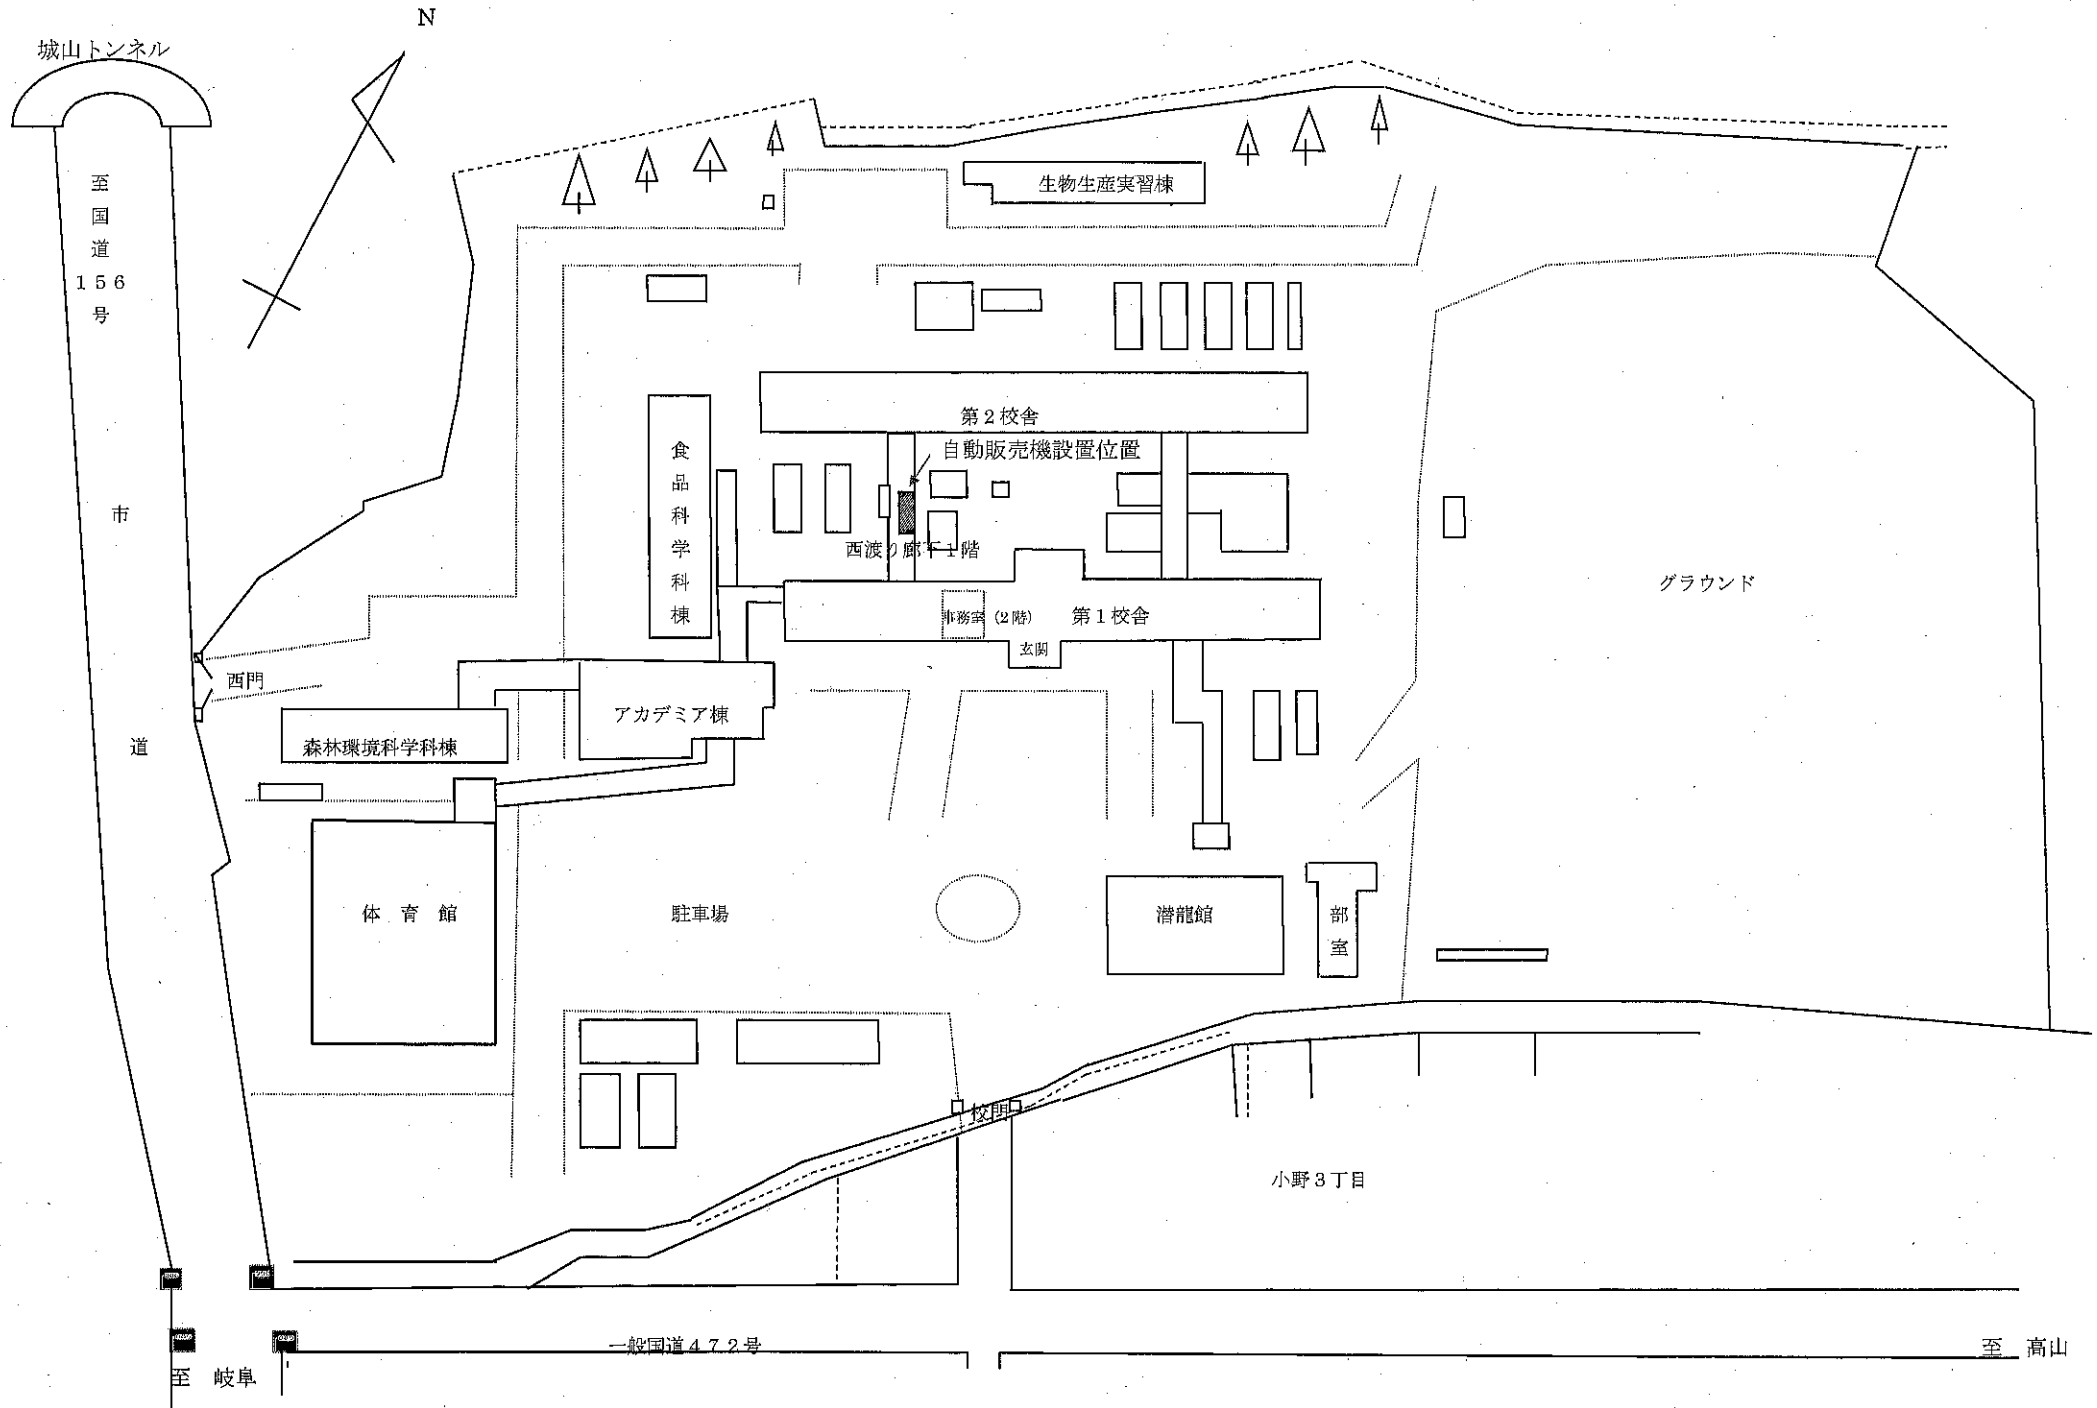 N
城山トンネル
至国道156号
生物生産実習棟
第2校舎
自動販売機設置位置
食品科学科棟
市道
西渡り廊下1階
グラウンド
事務室(2階)
第1校舎
玄関
西門
アカデミア棟
森林環境科学科棟
体育館
駐車場
潜龍館
部室
校門
小野3丁目
一般国道472号
至 高山
至 岐阜